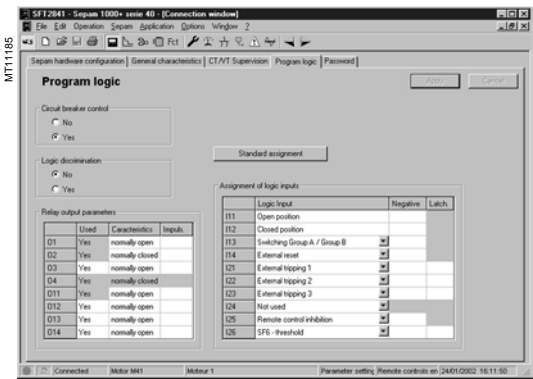 MT11185
SFT2841 - Sepam 1000+ serie 40 - [Connection window]
File Edit Operation Sepam Application Options Window ?
Fct
Sepam hardware configuration General characteristics CT/VT Supervision Program logic Password
Program logic
Apply Cancel
Circuit breaker control
No
Yes
Standard assignment
Logic discrimination
No
Yes
Assignment of logic inputs
Logic Input Negative Latch.
I11 Open position
I12 Closed position
I13 Switching Group A / Group B
I14 External reset
I21 External tripping 1
I22 External tripping 2
I23 External tripping 3
I24 Not used
I25 Remote control inhibition
I26 SF6 - threshold
Relay output parameters
Used Caracteristics Impuls.
O1 Yes normally open
O2 Yes normally closed
O3 Yes normally open
O4 Yes normally closed
O11 Yes normally open
O12 Yes normally open
O13 Yes normally open
O14 Yes normally open
Connected Motor M41 Moteur 1 Parameter setting Remote controls en 24/01/2002 16:11:50